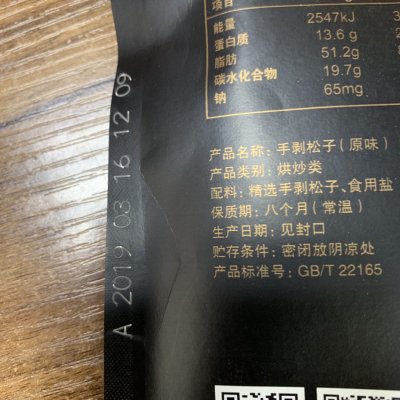 项目
能量 2547kJ
蛋白质 13.6 g
脂肪 51.2g
碳水化合物 19.7g
钠 65mg
产品名称：手剥松子（原味）
产品类别：烘炒类
配料：精选手剥松子、食用盐
保质期：八个月（常温）
生产日期：见封口
贮存条件：密闭放阴凉处
产品标准号：GB/T 22165
A 2019 03 16 12 09